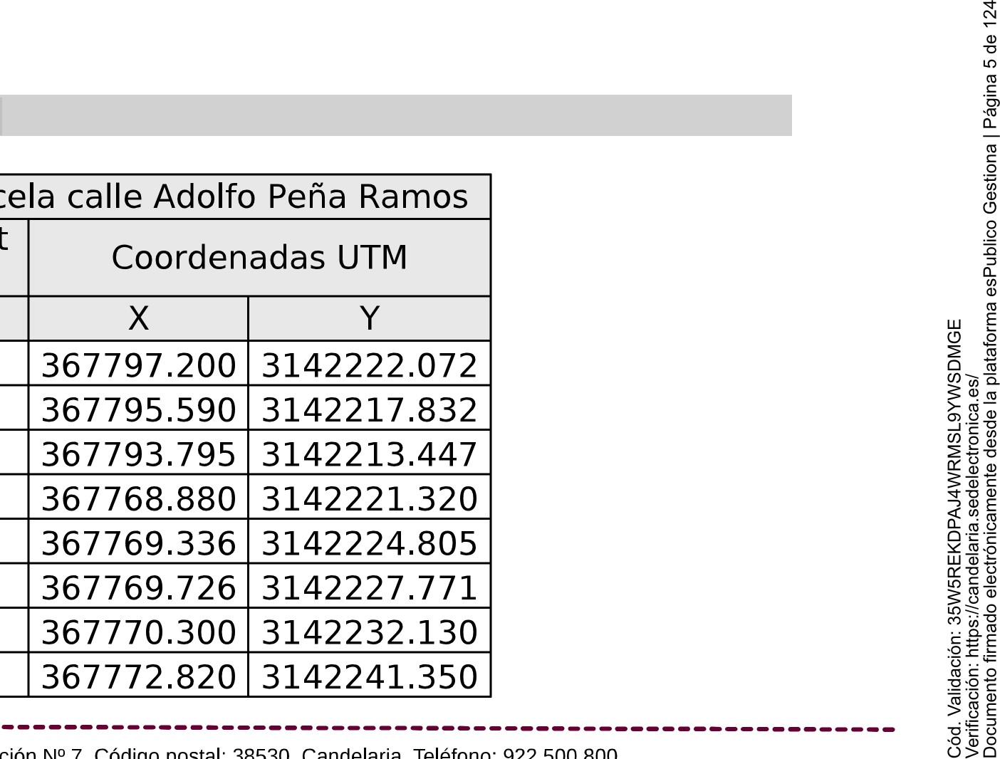 cela calle Adolfo Peña Ramos
t
Coordenadas UTM
X Y
367797.200 3142222.072
367795.590 3142217.832
367793.795 3142213.447
367768.880 3142221.320
367769.336 3142224.805
367769.726 3142227.771
367770.300 3142232.130
367772.820 3142241.350
ción Nº 7. Código postal: 38530. Candelaria. Teléfono: 922 500 800
Cód. Validación: 35W5REKDPAJ4WRMSL9YWSDMGE
Verificación: https://candelaria.sedelectronica.es/
Documento firmado electrónicamente desde la plataforma esPublico Gestiona | Página 5 de 124